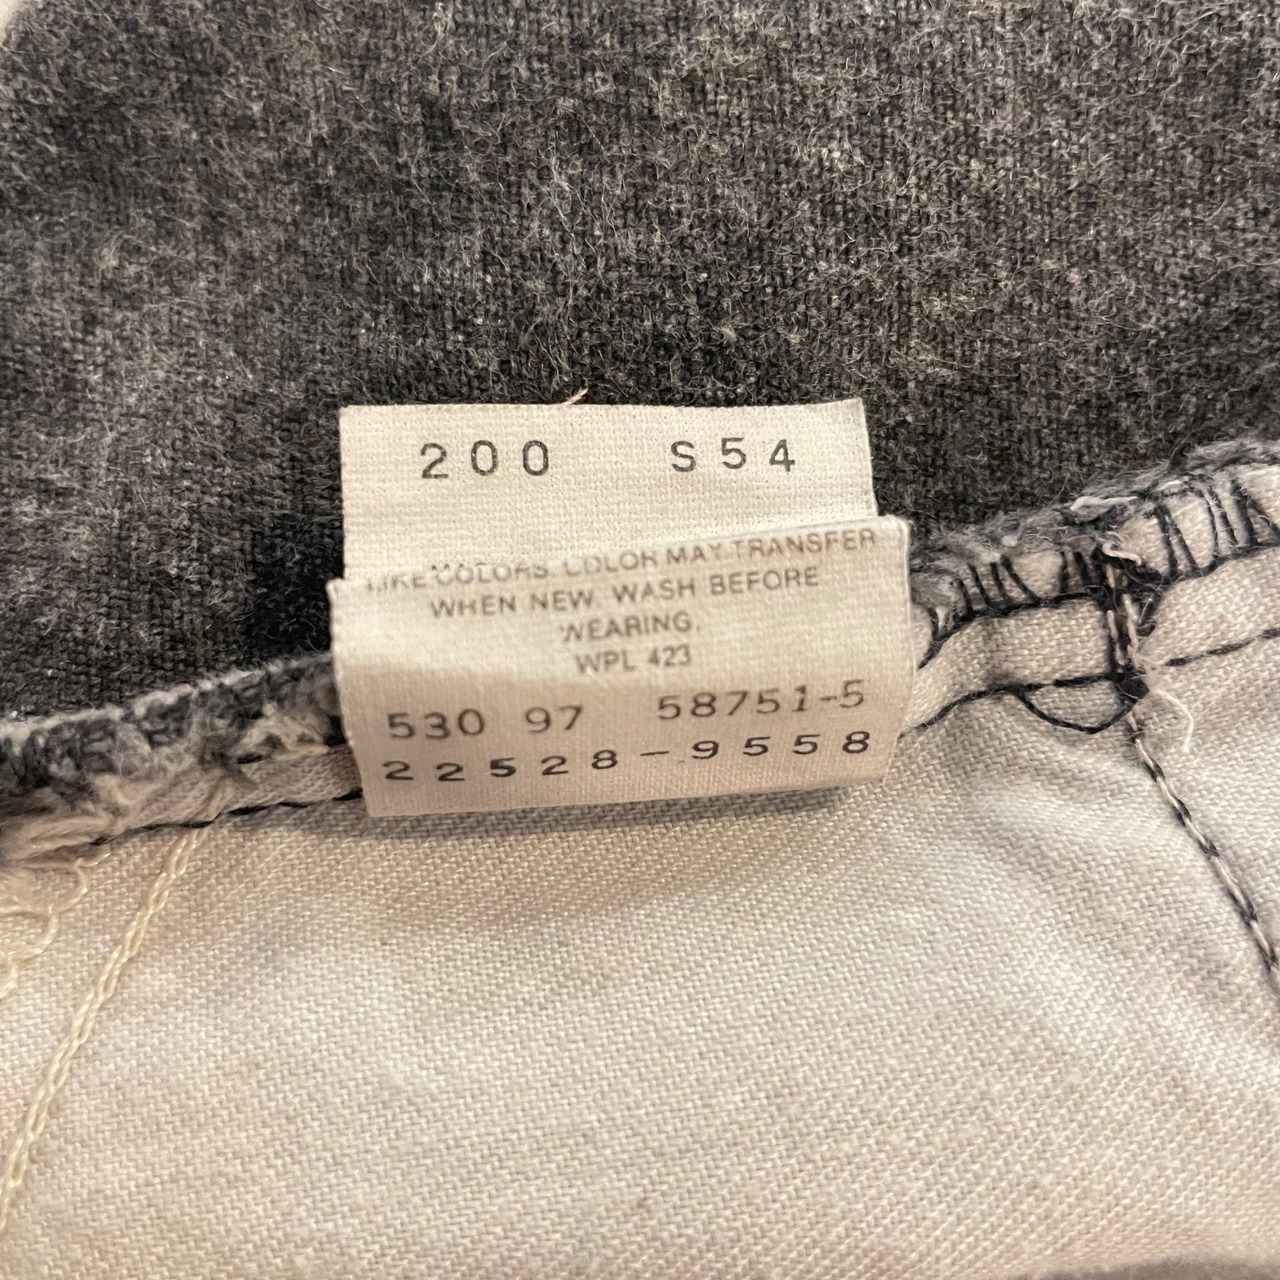 200 S54
LIKE COLORS. COLOR MAY TRANSFER
WHEN NEW. WASH BEFORE
WEARING.
WPL 423
530 97 58751-5
22528-9558